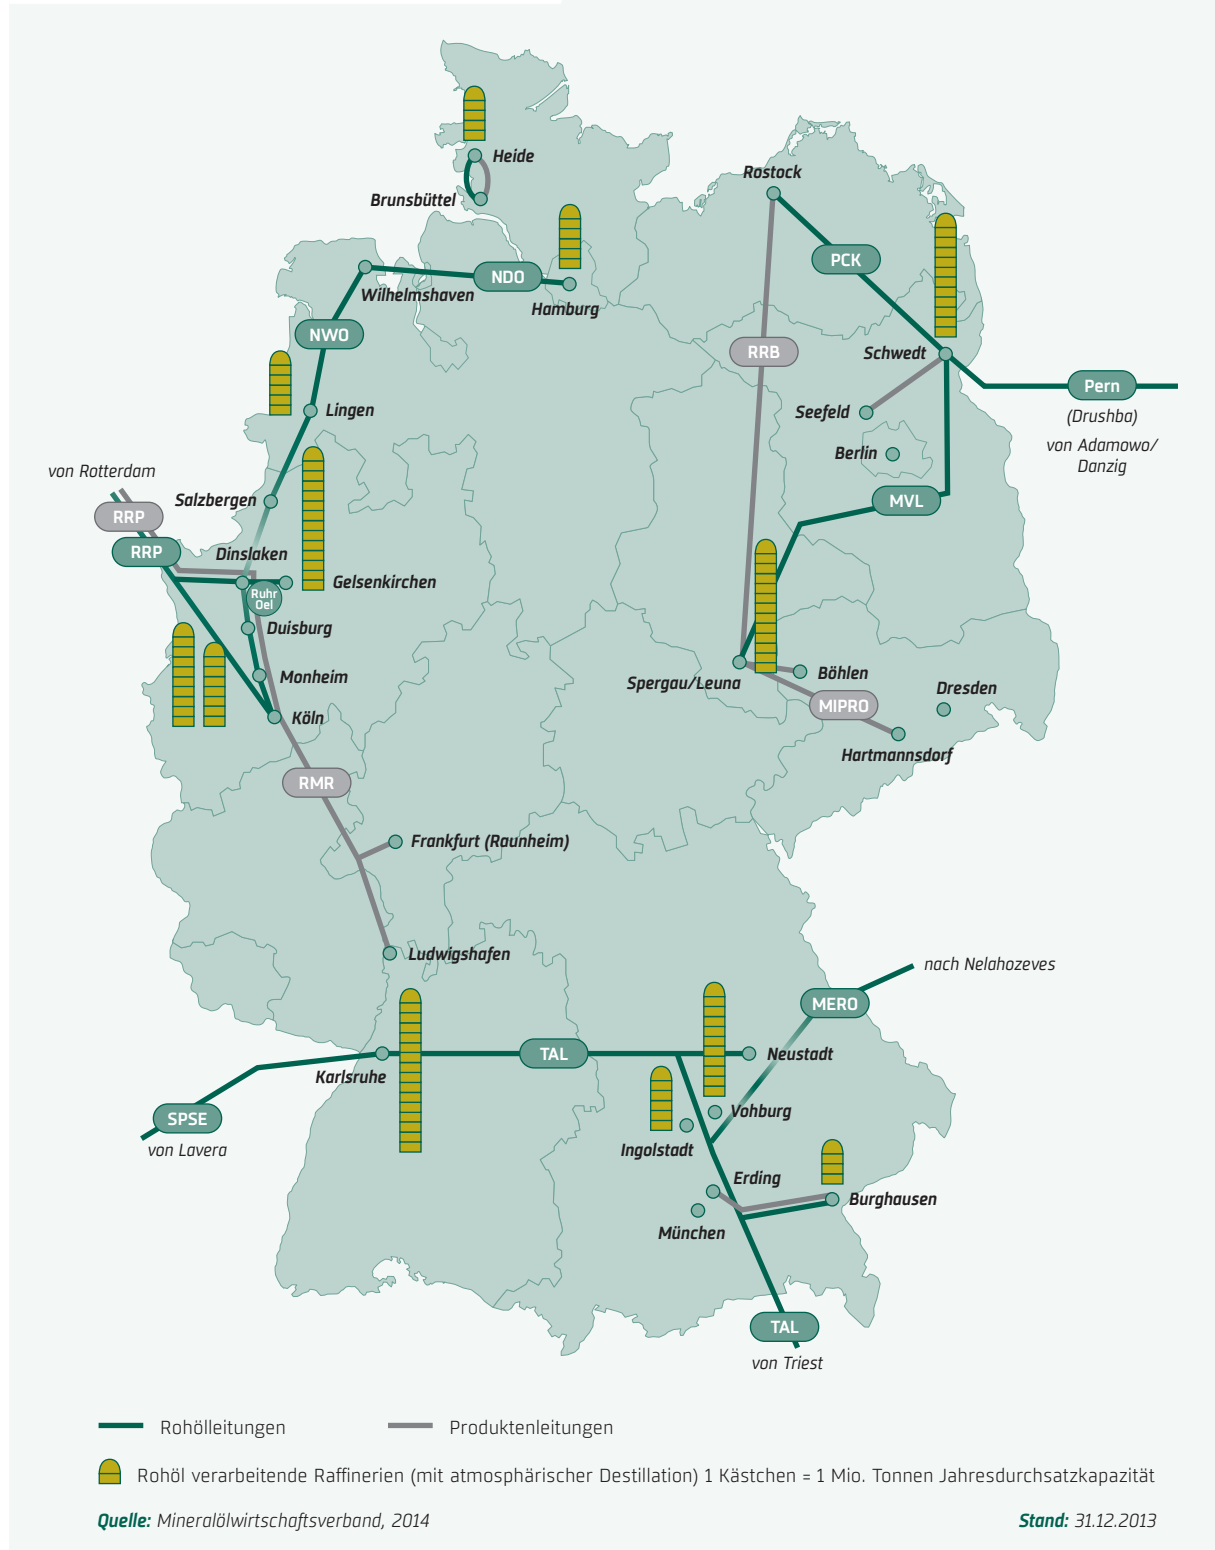 Heide
Brunsbüttel
Rostock
PCK
NDO
Wilhelmshaven
Hamburg
NWO
RRB
Schwedt
Pern
(Drushba)
von Adamowo/
Danzig
Lingen
Seefeld
Berlin
von Rotterdam
Salzbergen
MVL
RRP
RRP
Dinslaken
Gelsenkirchen
Ruhr
Oel
Duisburg
Monheim
Spergau/Leuna
Böhlen
Dresden
MIPRO
Köln
Hartmannsdorf
RMR
Frankfurt (Raunheim)
Ludwigshafen
nach Nelahozeves
MERO
TAL
Neustadt
Karlsruhe
SPSE
von Lavera
Vohburg
Ingolstadt
Erding
Burghausen
München
TAL
von Triest
Rohölleitungen
Produktenleitungen
Rohöl verarbeitende Raffinerien (mit atmosphärischer Destillation) 1 Kästchen = 1 Mio. Tonnen Jahresdurchsatzkapazität
Quelle: Mineralölwirtschaftsverband, 2014
Stand: 31.12.2013